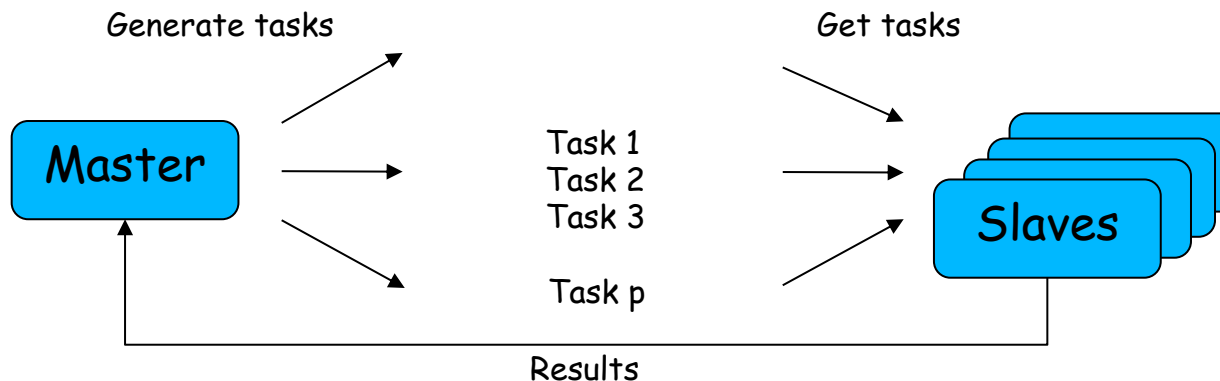 Generate tasks
Get tasks
Master
Task 1
Task 2
Task 3
Task p
Slaves
Results